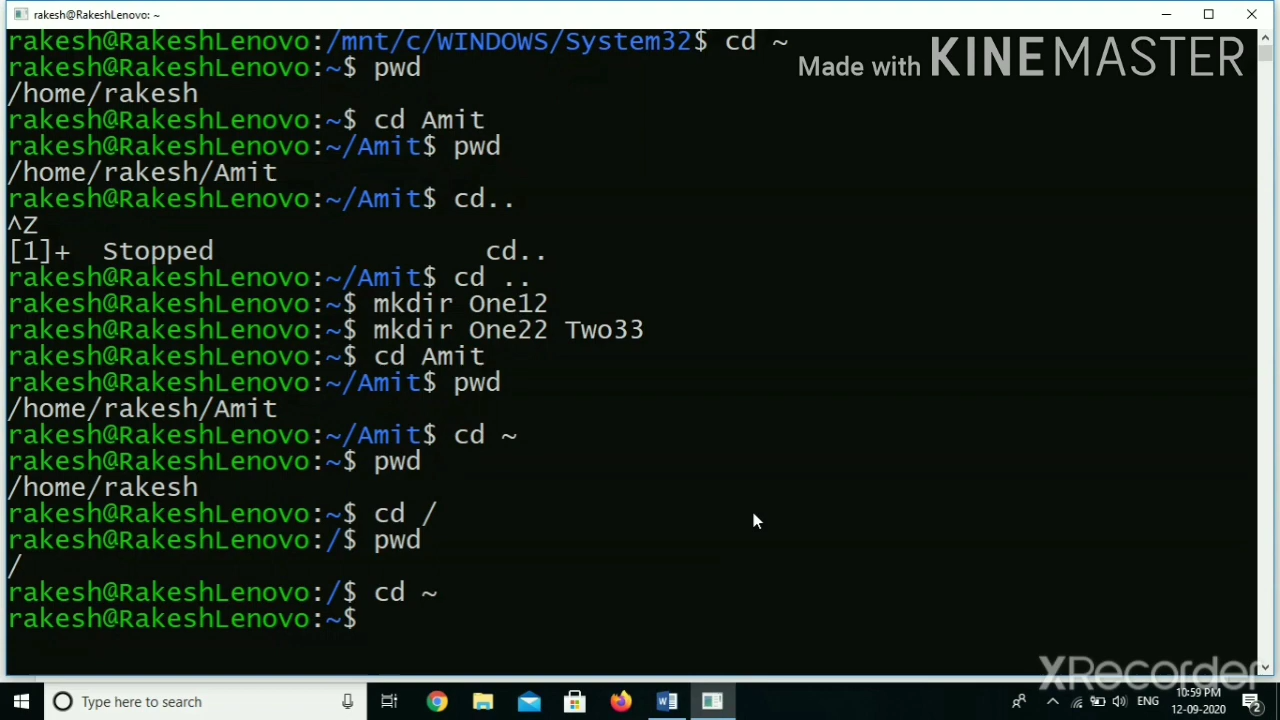 rakesh@RakeshLenovo: ~
rakesh@RakeshLenovo:/mnt/c/WINDOWS/System32$ cd ~
Made with KINEMASTER
rakesh@RakeshLenovo:~$ pwd
/home/rakesh
rakesh@RakeshLenovo:~$ cd Amit
rakesh@RakeshLenovo:~/Amit$ pwd
/home/rakesh/Amit
rakesh@RakeshLenovo:~/Amit$ cd..
^Z
[1]+  Stopped                 cd..
rakesh@RakeshLenovo:~/Amit$ cd ..
rakesh@RakeshLenovo:~$ mkdir One12
rakesh@RakeshLenovo:~$ mkdir One22 Two33
rakesh@RakeshLenovo:~$ cd Amit
rakesh@RakeshLenovo:~/Amit$ pwd
/home/rakesh/Amit
rakesh@RakeshLenovo:~/Amit$ cd ~
rakesh@RakeshLenovo:~$ pwd
/home/rakesh
rakesh@RakeshLenovo:~$ cd /
rakesh@RakeshLenovo:/$ pwd
/
rakesh@RakeshLenovo:/$ cd ~
rakesh@RakeshLenovo:~$
XRecorder
Type here to search
ENG
10:59 PM
12-09-2020
2